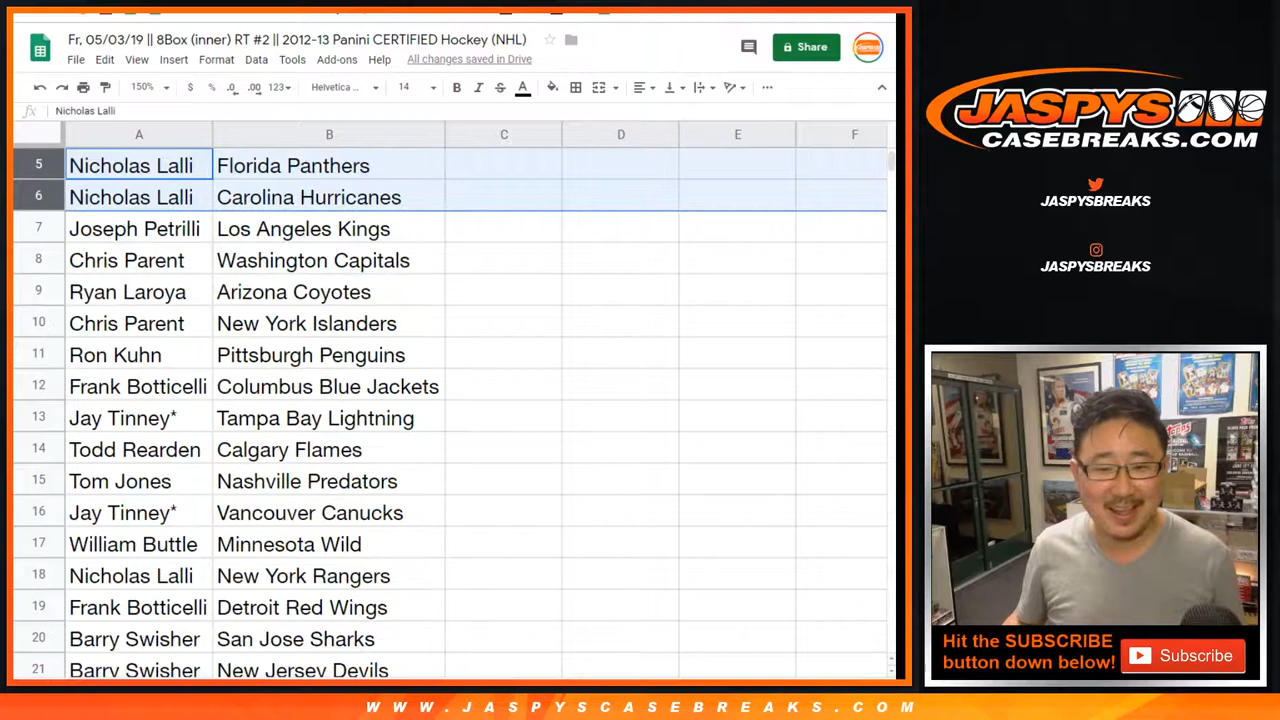 Fr, 05/03/19 || 8Box (inner) RT #2 || 2012-13 Panini CERTIFIED Hockey (NHL)
File Edit View Insert Format Data Tools Add-ons Help All changes saved in Drive
Share
150% $ % .0 .00 123 Helvetica ... 14 B I S A
fx Nicholas Lalli
A B C D E F
5 Nicholas Lalli Florida Panthers
6 Nicholas Lalli Carolina Hurricanes
7 Joseph Petrilli Los Angeles Kings
8 Chris Parent Washington Capitals
9 Ryan Laroya Arizona Coyotes
10 Chris Parent New York Islanders
11 Ron Kuhn Pittsburgh Penguins
12 Frank Botticelli Columbus Blue Jackets
13 Jay Tinney* Tampa Bay Lightning
14 Todd Rearden Calgary Flames
15 Tom Jones Nashville Predators
16 Jay Tinney* Vancouver Canucks
17 William Buttle Minnesota Wild
18 Nicholas Lalli New York Rangers
19 Frank Botticelli Detroit Red Wings
20 Barry Swisher San Jose Sharks
21 Barry Swisher New Jersey Devils
JASPYS
CASEBREAKS.COM
JASPYSBREAKS
JASPYSBREAKS
Hit the SUBSCRIBE
button down below!
Subscribe
WWW.JASPYSCASEBREAKS.COM